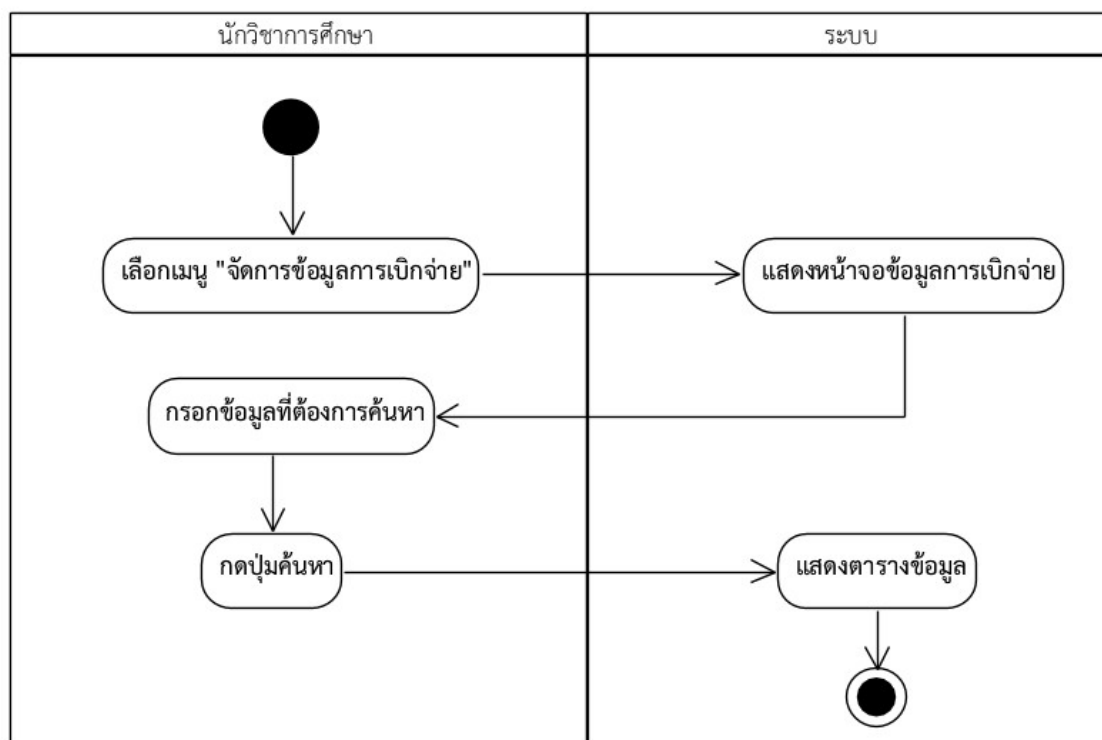 นักวิชาการศึกษา
ระบบ
เลือกเมนู "จัดการข้อมูลการเบิกจ่าย"
แสดงหน้าจอข้อมูลการเบิกจ่าย
กรอกข้อมูลที่ต้องการค้นหา
กดปุ่มค้นหา
แสดงตารางข้อมูล